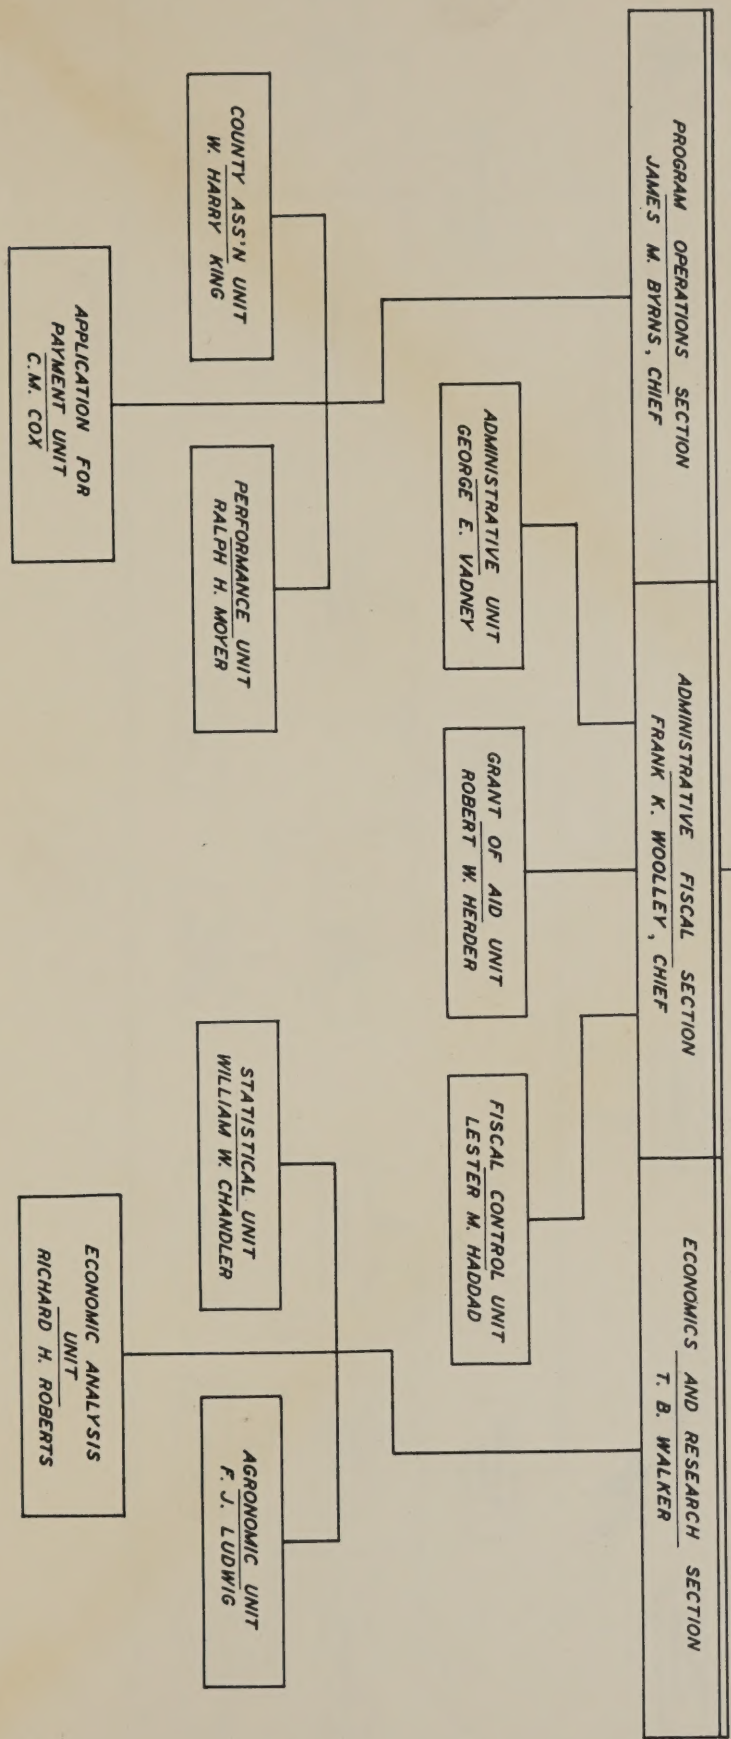 PROGRAM OPERATIONS SECTION
JAMES M. BYRNS, CHIEF
ADMINISTRATIVE FISCAL SECTION
FRANK K. WOOLLEY, CHIEF
ECONOMICS AND RESEARCH SECTION
T. B. WALKER
ADMINISTRATIVE UNIT
GEORGE E. VADNEY
GRANT OF AID UNIT
ROBERT W. HERDER
FISCAL CONTROL UNIT
LESTER M. HADDAD
COUNTY ASS'N UNIT
W. HARRY KING
PERFORMANCE UNIT
RALPH H. MOYER
STATISTICAL UNIT
WILLIAM W. CHANDLER
AGRONOMIC UNIT
F. J. LUDWIG
APPLICATION FOR
PAYMENT UNIT
C.M. COX
ECONOMIC ANALYSIS
UNIT
RICHARD H. ROBERTS